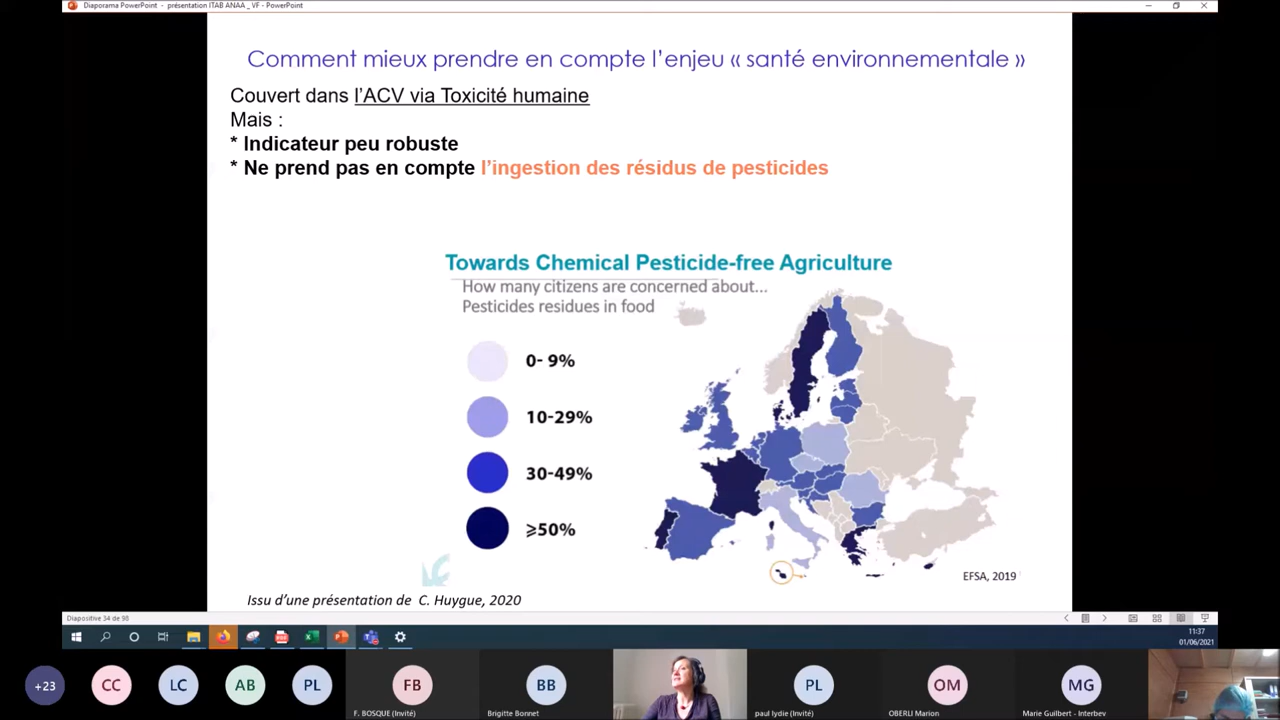 Diaporama PowerPoint - présentation ITAB ANAA _ VF - PowerPoint
Comment mieux prendre en compte l’enjeu « santé environnementale »
Couvert dans l’ACV via Toxicité humaine
Mais :
* Indicateur peu robuste
* Ne prend pas en compte l’ingestion des résidus de pesticides
Towards Chemical Pesticide-free Agriculture
How many citizens are concerned about...
Pesticides residues in food
0- 9%
10-29%
30-49%
⩾50%
EFSA, 2019
Issu d’une présentation de C. Huygue, 2020
Diapositive 34 de 98
11:37
01/06/2021
+23
CC
LC
AB
PL
FB
BB
PL
OM
MG
F. BOSQUE (Invité)
Brigitte Bonnet
paul lydie (Invité)
OBERLI Marion
Marie Guilbert - Interbev